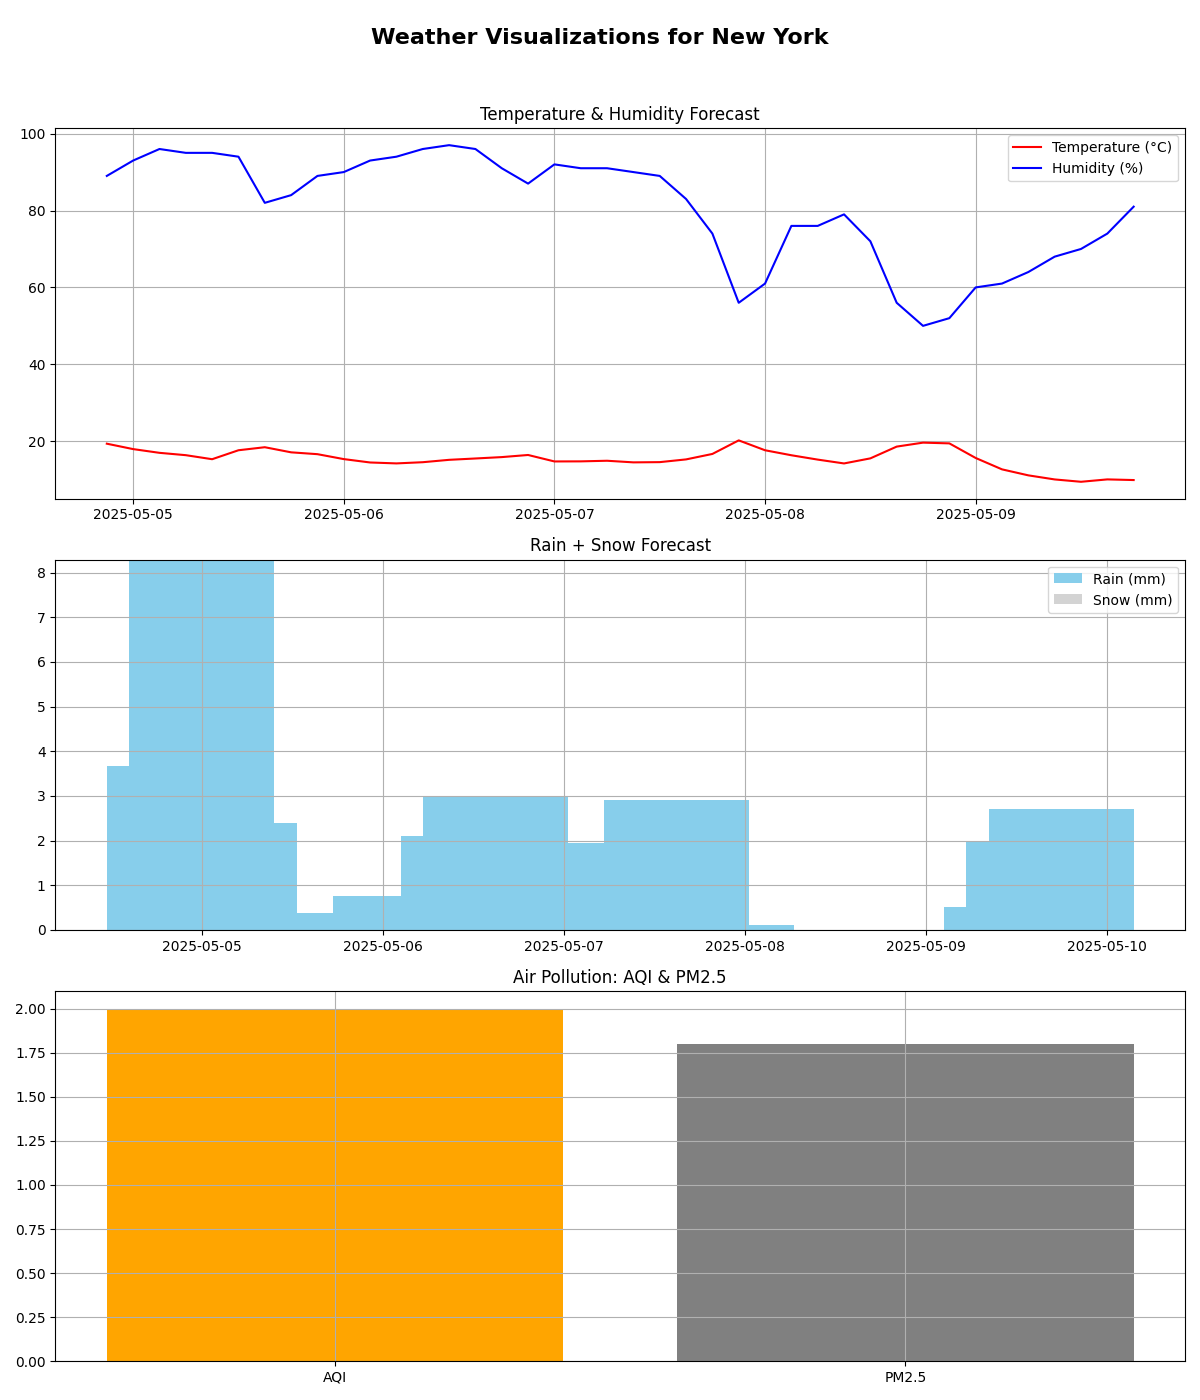 Weather Visualizations for New York
Temperature & Humidity Forecast
100
80
60
40
20
Temperature (°C)
Humidity (%)
2025-05-05 2025-05-06 2025-05-07 2025-05-08 2025-05-09
Rain + Snow Forecast
8
7
6
5
4
3
2
1
0
Rain (mm)
Snow (mm)
2025-05-05 2025-05-06 2025-05-07 2025-05-08 2025-05-09 2025-05-10
Air Pollution: AQI & PM2.5
2.00
1.75
1.50
1.25
1.00
0.75
0.50
0.25
0.00
AQI PM2.5